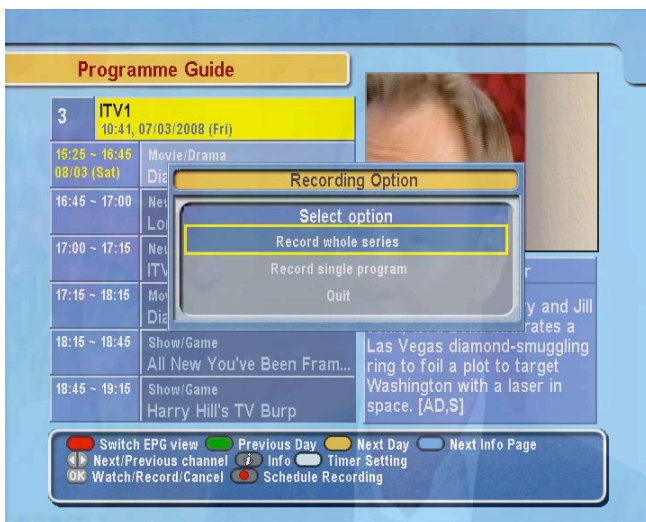 Programme Guide
3 ITV1
10:41, 07/03/2008 (Fri)
15:25 ~ 16:45 Movie/Drama
08/03 (Sat) Dia
Recording Option
16:45 ~ 17:00
Select option
Record whole series
17:00 ~ 17:15
ITV
Record single program
17:15 ~ 18:15
Quit
Dia
y and Jill
18:15 ~ 18:45 Show/Game
All New You've Been Fram...
rates a
Las Vegas diamond-smuggling
ring to foil a plot to target
18:45 ~ 19:15 Show/Game
Harry Hill's TV Burp
Washington with a laser in
space. [AD,S]
Switch EPG view Previous Day Next Day Next Info Page
Next/Previous channel i Info Timer Setting
OK Watch/Record/Cancel Schedule Recording